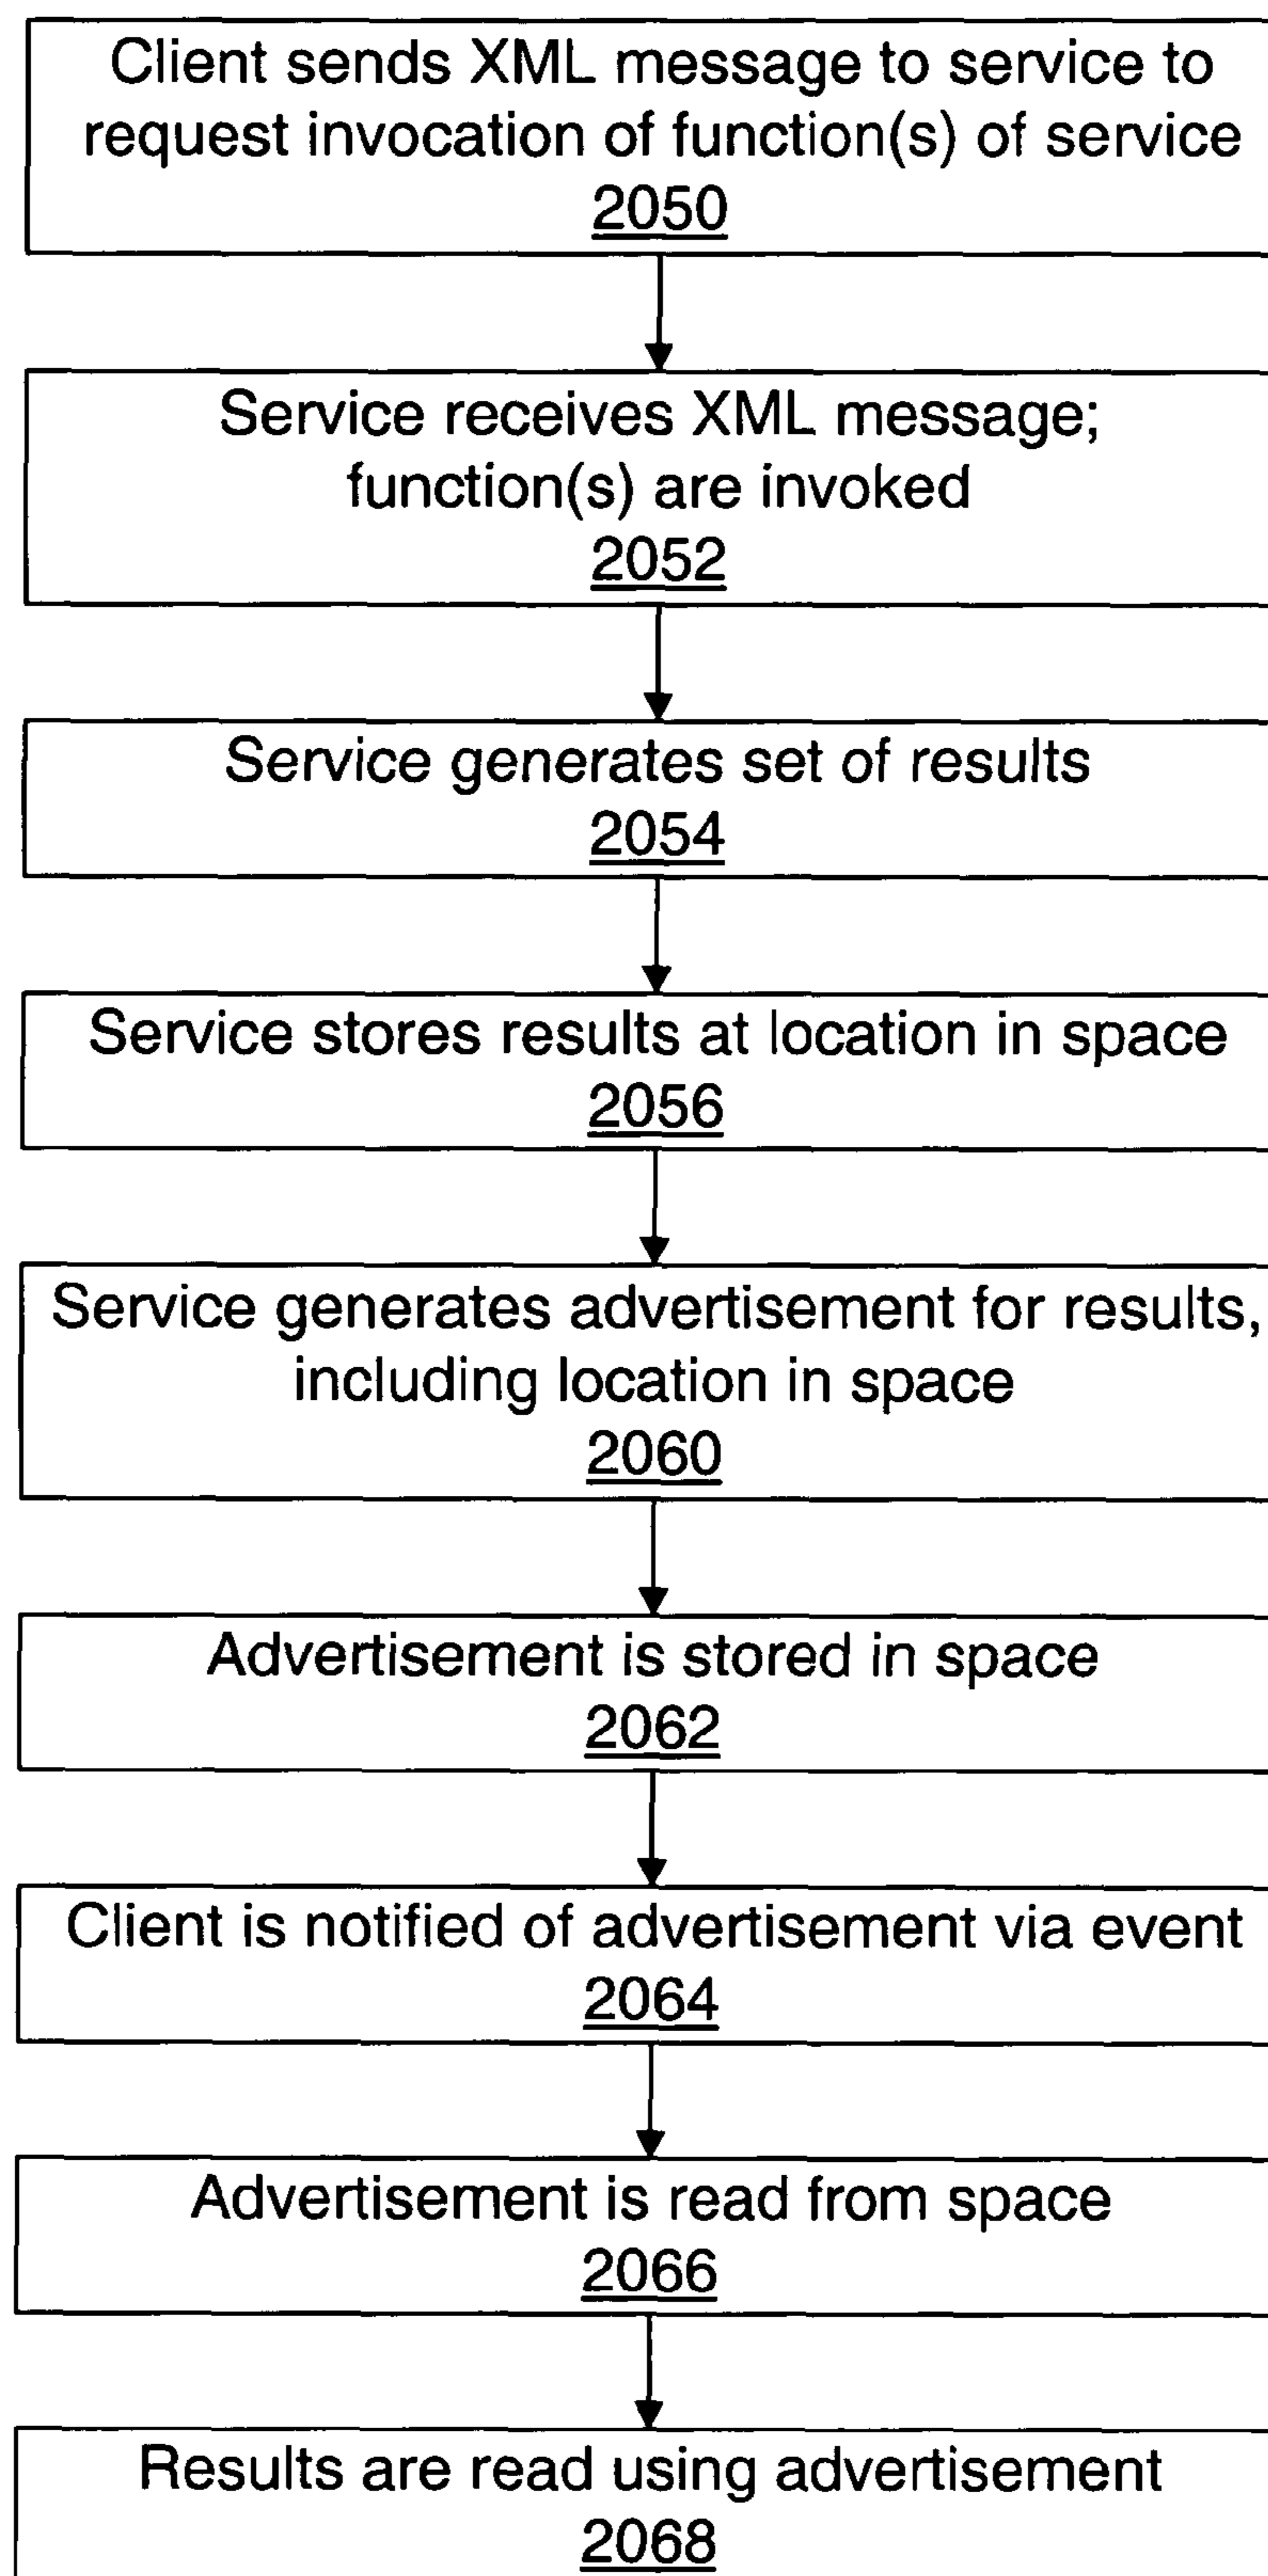 Client sends XML message to service to
request invocation of function(s) of service
2050
Service receives XML message;
function(s) are invoked
2052
Service generates set of results
2054
Service stores results at location in space
2056
Service generates advertisement for results,
including location in space
2060
Advertisement is stored in space
2062
Client is notified of advertisement via event
2064
Advertisement is read from space
2066
Results are read using advertisement
2068